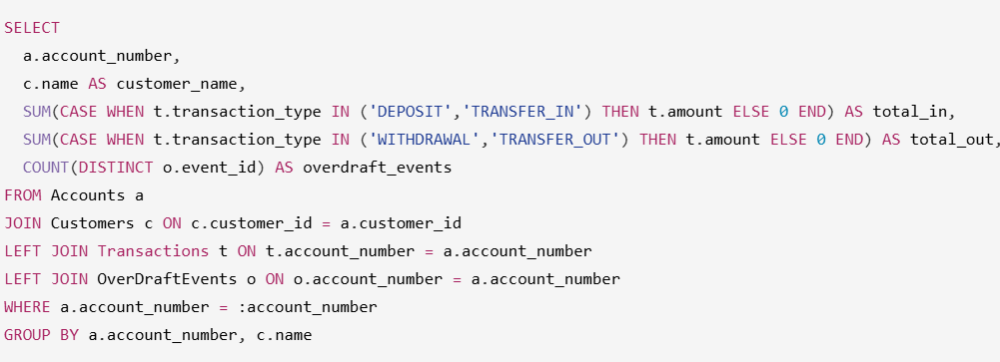 SELECT
  a.account_number,
  c.name AS customer_name,
  SUM(CASE WHEN t.transaction_type IN ('DEPOSIT','TRANSFER_IN') THEN t.amount ELSE 0 END) AS total_in,
  SUM(CASE WHEN t.transaction_type IN ('WITHDRAWAL','TRANSFER_OUT') THEN t.amount ELSE 0 END) AS total_out,
  COUNT(DISTINCT o.event_id) AS overdraft_events
FROM Accounts a
JOIN Customers c ON c.customer_id = a.customer_id
LEFT JOIN Transactions t ON t.account_number = a.account_number
LEFT JOIN OverDraftEvents o ON o.account_number = a.account_number
WHERE a.account_number = :account_number
GROUP BY a.account_number, c.name